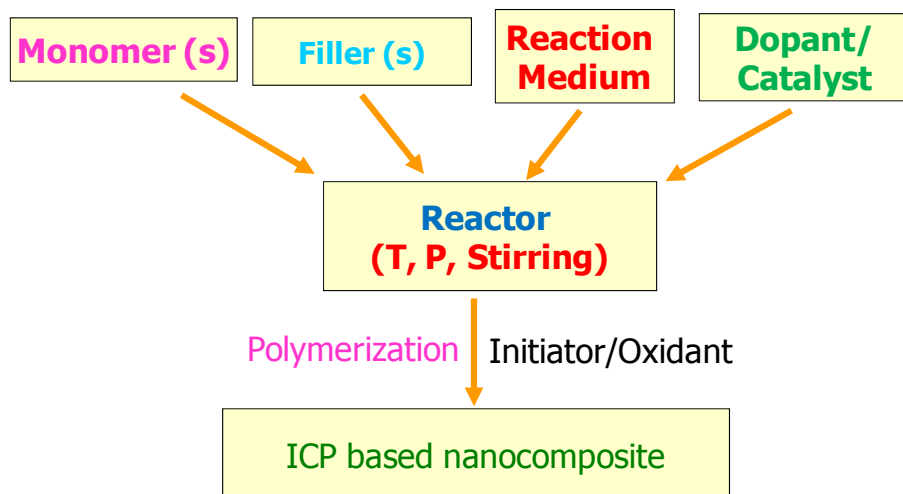 Monomer (s)
Filler (s)
Reaction
Medium
Dopant/
Catalyst
Reactor
(T, P, Stirring)
Polymerization
Initiator/Oxidant
ICP based nanocomposite